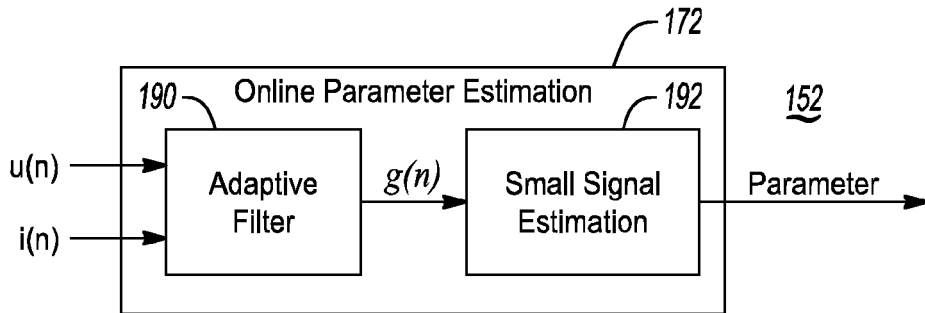 172
Online Parameter Estimation
190
192
152
u(n)
i(n)
Adaptive
Filter
g(n)
Small Signal
Estimation
Parameter